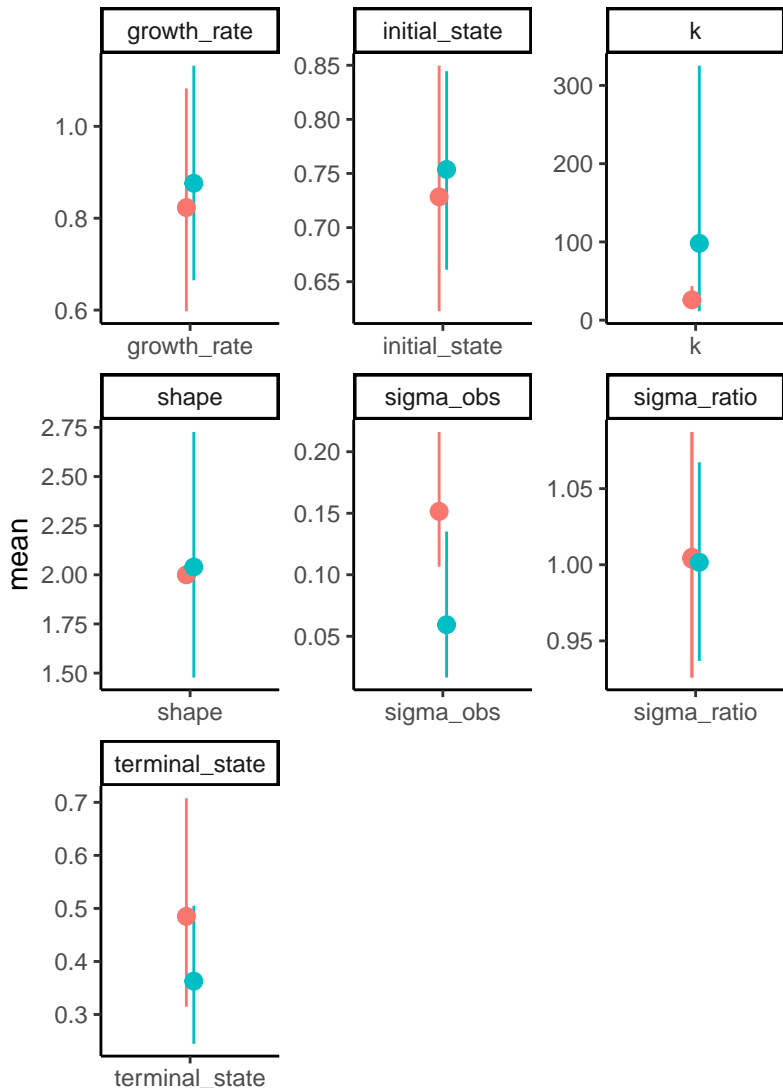 growth_rate
initial_state
k
1.0
0.8
0.6
0.85
0.80
0.75
0.70
0.65
300
200
100
0
growth_rate
initial_state
k
shape
sigma_obs
sigma_ratio
mean
2.75
2.50
2.25
2.00
1.75
1.50
0.20
0.15
0.10
0.05
1.05
1.00
0.95
shape
sigma_obs
sigma_ratio
terminal_state
0.7
0.6
0.5
0.4
0.3
terminal_state